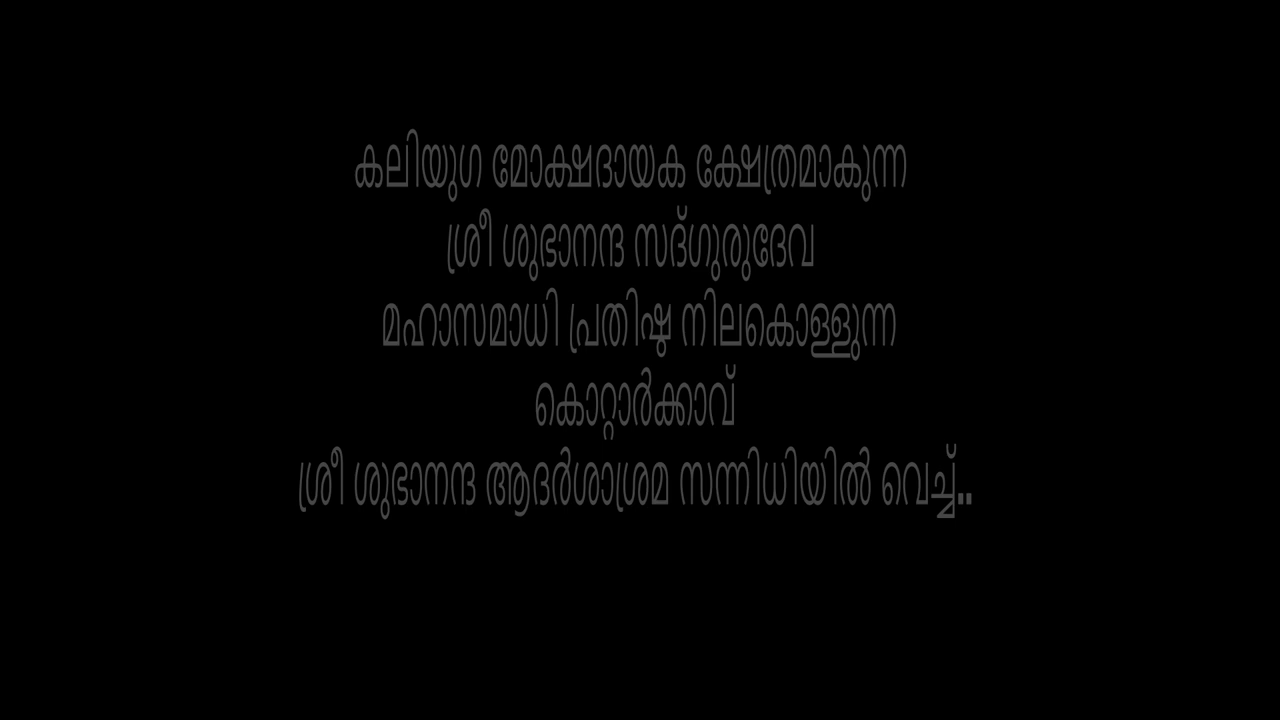 കലിയുഗ മോക്ഷദായക ക്ഷേത്രമാകുന്ന
ശ്രീ ശുഭാനന്ദ സദ്ഗുരുദേവ
മഹാസമാധി പ്രതിഷ്ഠ നിലകൊള്ളുന്ന
കൊറ്റാർക്കാവ്
ശ്രീ ശുഭാനന്ദ ആദർശാശ്രമ സന്നിധിയിൽ വെച്ച്..